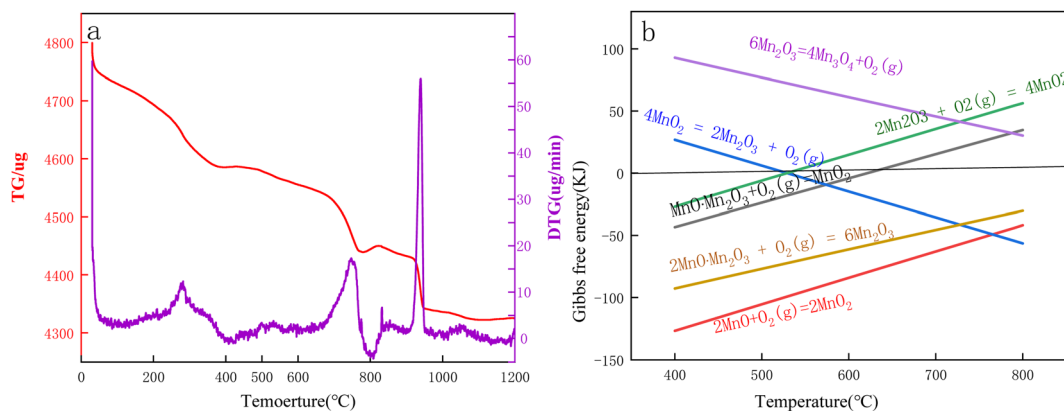 a
4800
4700
4600
4500
4400
4300
TG/ug
0
200
400
600
800
1000
1200
Temoerture(℃)
60
50
40
30
20
10
0
DTG(ug/min)
b
100
50
0
-50
-100
-150
Gibbs free energy(KJ)
400
500
600
700
800
Temperature(℃)
6Mn₂O₃=4Mn₃O₄+O₂(g)
2Mn2O3 + O2(g) = 4MnO2
4MnO₂ = 2Mn₂O₃ + O₂(g)
MnO·Mn₂O₃+O₂(g)=MnO₂
2MnO·Mn₂O₃ + O₂(g) = 6Mn₂O₃
2MnO+O₂(g)=2MnO₂